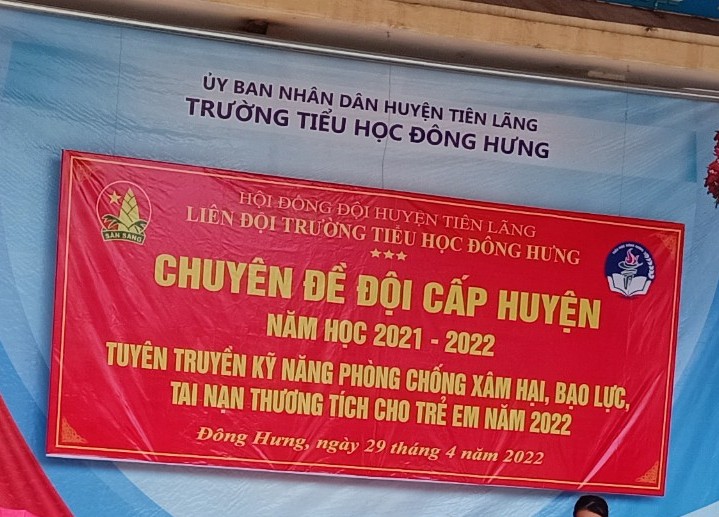 ỦY BAN NHÂN DÂN HUYỆN TIÊN LÃNG
TRƯỜNG TIỂU HỌC ĐÔNG HƯNG
HỘI ĐỒNG ĐỘI HUYỆN TIÊN LÃNG
LIÊN ĐỘI TRƯỜNG TIỂU HỌC ĐÔNG HƯNG
★★★
SẴN SÀNG
CHUYÊN ĐỀ ĐỘI CẤP HUYỆN
NĂM HỌC 2021 - 2022
TUYÊN TRUYỀN KỸ NĂNG PHÒNG CHỐNG XÂM HẠI, BẠO LỰC,
TAI NẠN THƯƠNG TÍCH CHO TRẺ EM NĂM 2022
Đông Hưng, ngày 29 tháng 4 năm 2022